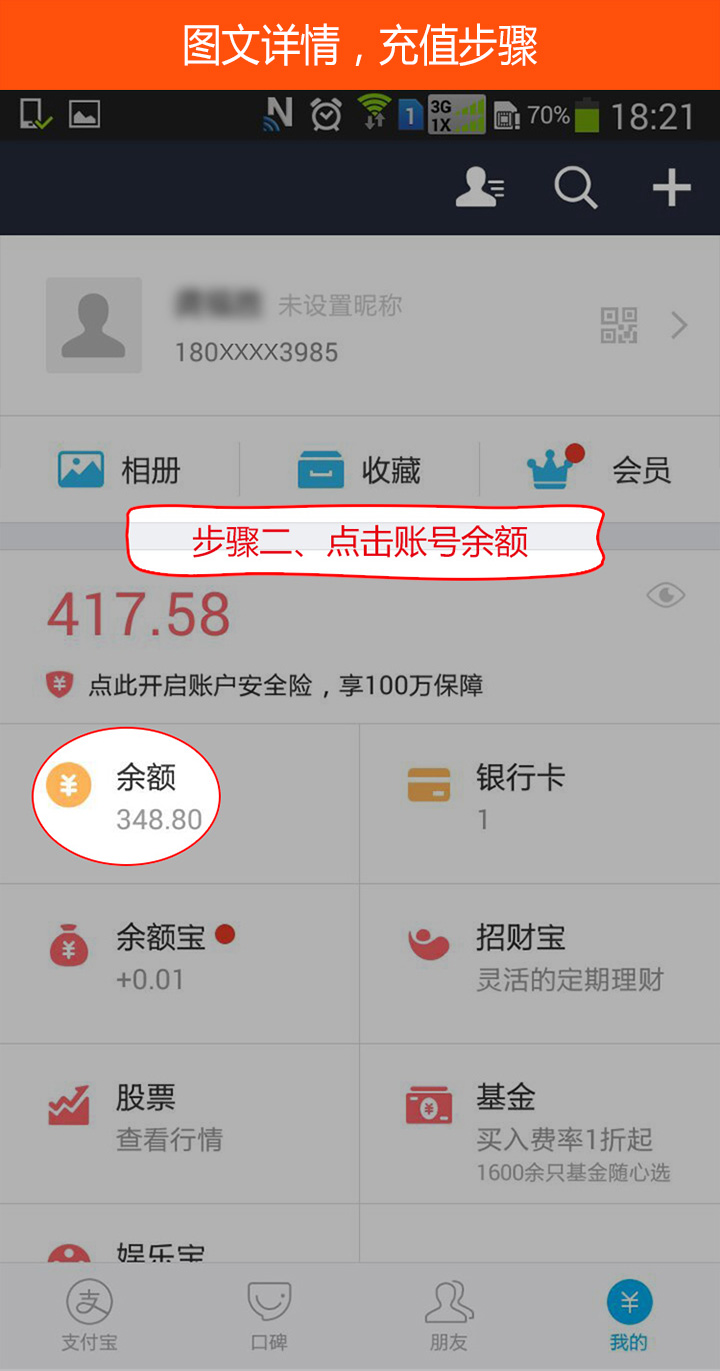 图文详情，充值步骤
N 1 3G 1X 70% 18:21
未设置昵称
180XXXX3985
相册 收藏 会员
步骤二、点击账号余额
417.58
点此开启账户安全险，享100万保障
余额 银行卡
348.80 1
余额宝 招财宝
+0.01 灵活的定期理财
股票 基金
查看行情 买入费率1折起
1600余只基金随心选
娱乐宝
支付宝 口碑 朋友 我的